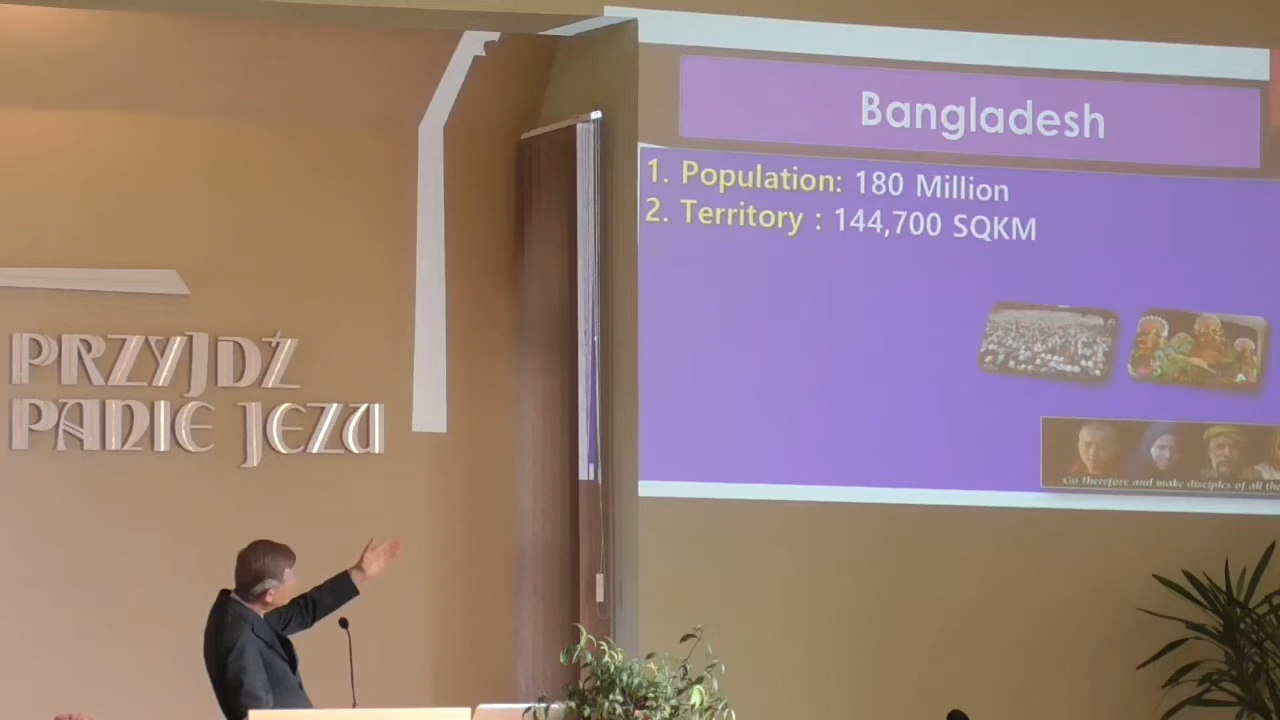 PRZYJDŹ
PANIE JEZU
Bangladesh
1. Population: 180 Million
2. Territory : 144,700 SQKM
Go therefore and make disciples of all the